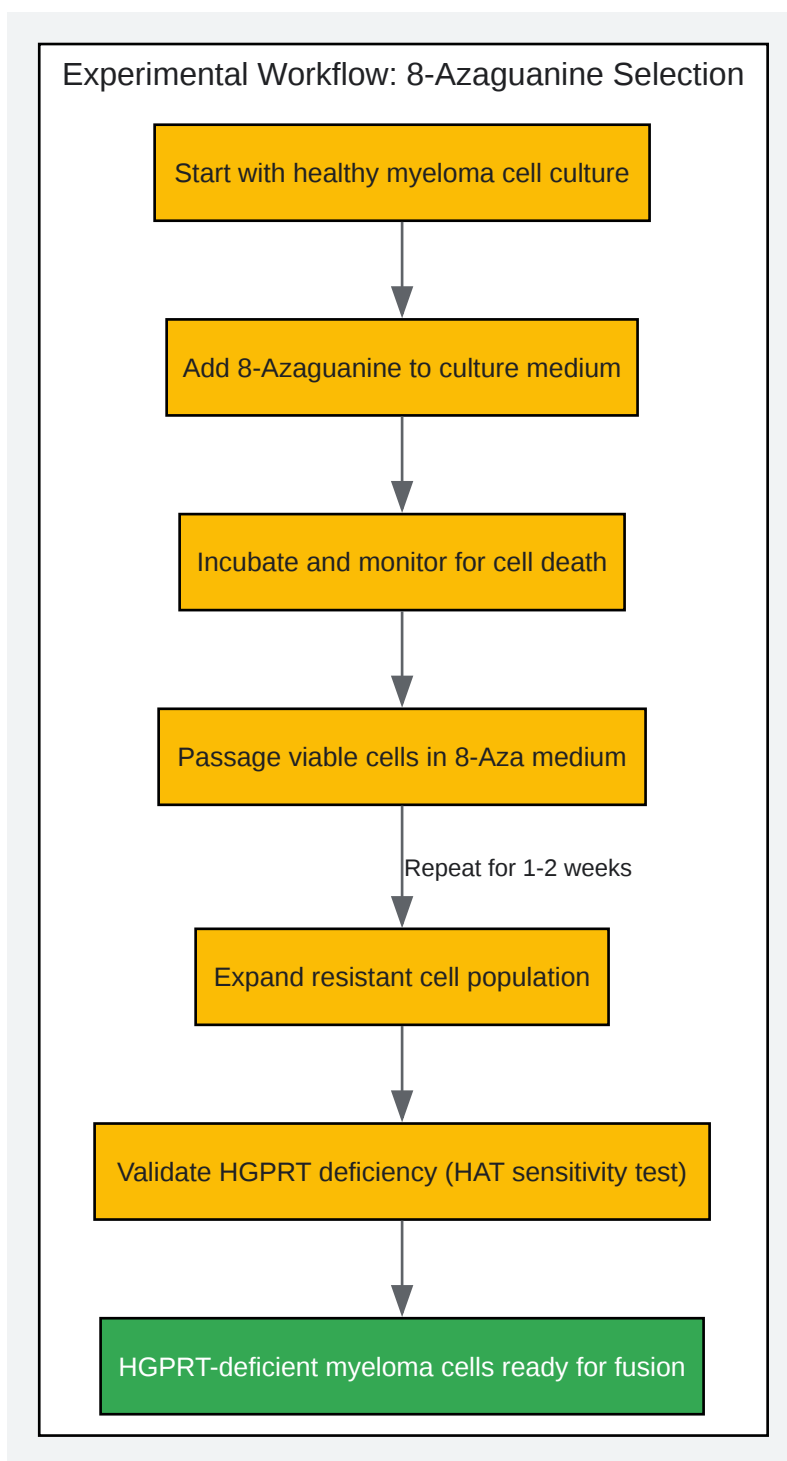 Experimental Workflow: 8-Azaguanine Selection
Start with healthy myeloma cell culture
Add 8-Azaguanine to culture medium
Incubate and monitor for cell death
Passage viable cells in 8-Aza medium
Repeat for 1-2 weeks
Expand resistant cell population
Validate HGPRT deficiency (HAT sensitivity test)
HGPRT-deficient myeloma cells ready for fusion